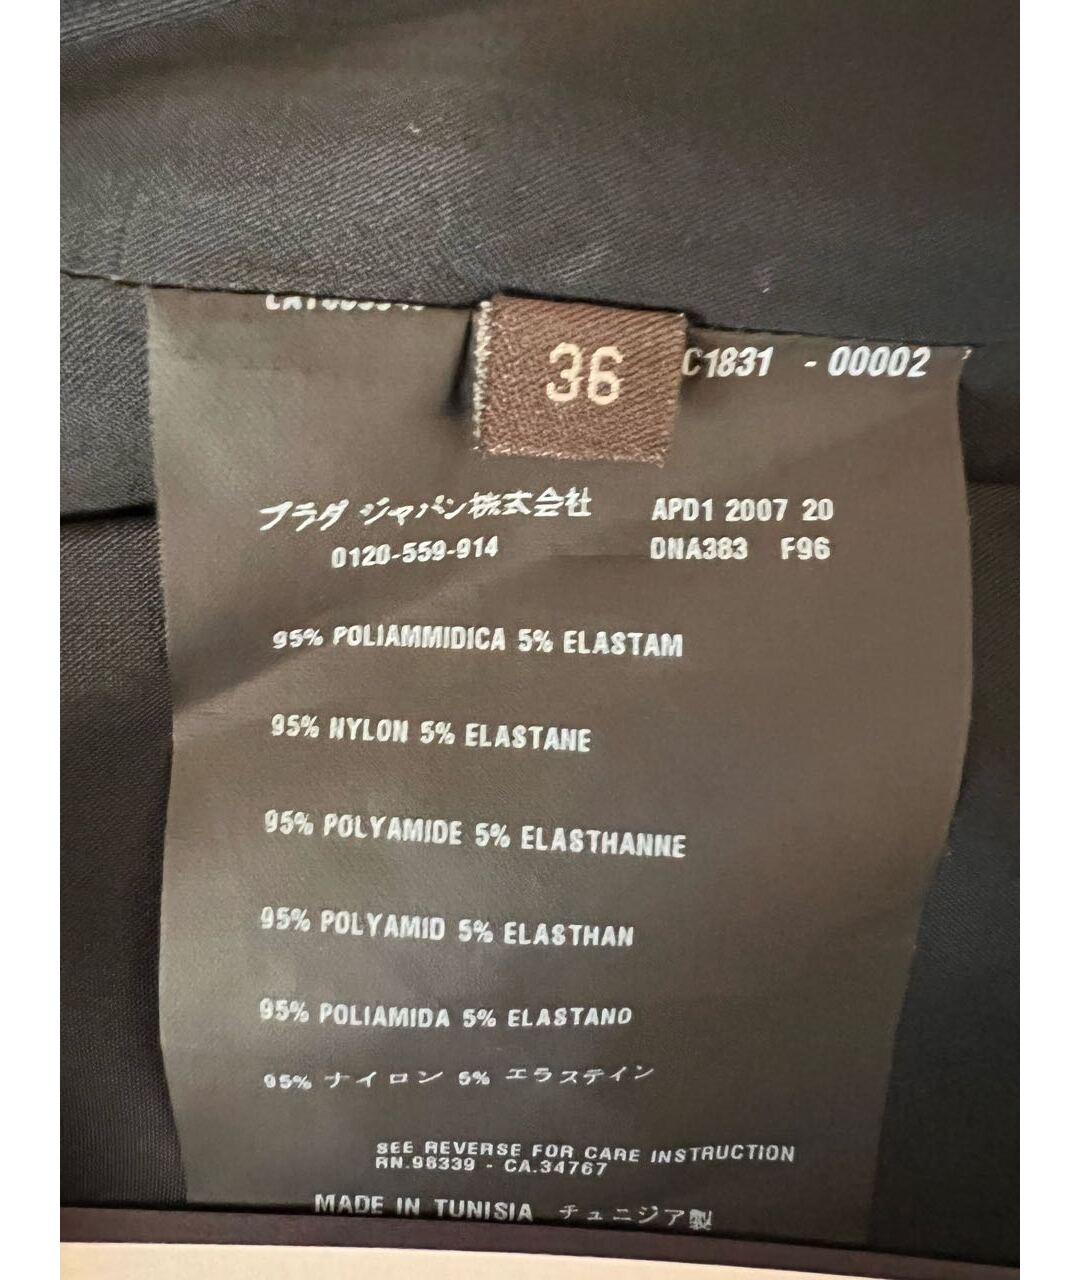 36
C1831 - 00002
プラダ ジャパン株式会社 APD1 2007 20
0120-559-914 DNA383 F96
95% POLIAMMIDICA 5% ELASTAM
95% NYLON 5% ELASTANE
95% POLYAMIDE 5% ELASTHANNE
95% POLYAMID 5% ELASTHAN
95% POLIAMIDA 5% ELASTANO
95% ナイロン 5% エラステイン
SEE REVERSE FOR CARE INSTRUCTION
RN.96339 - CA.34767
MADE IN TUNISIA チュニジア製